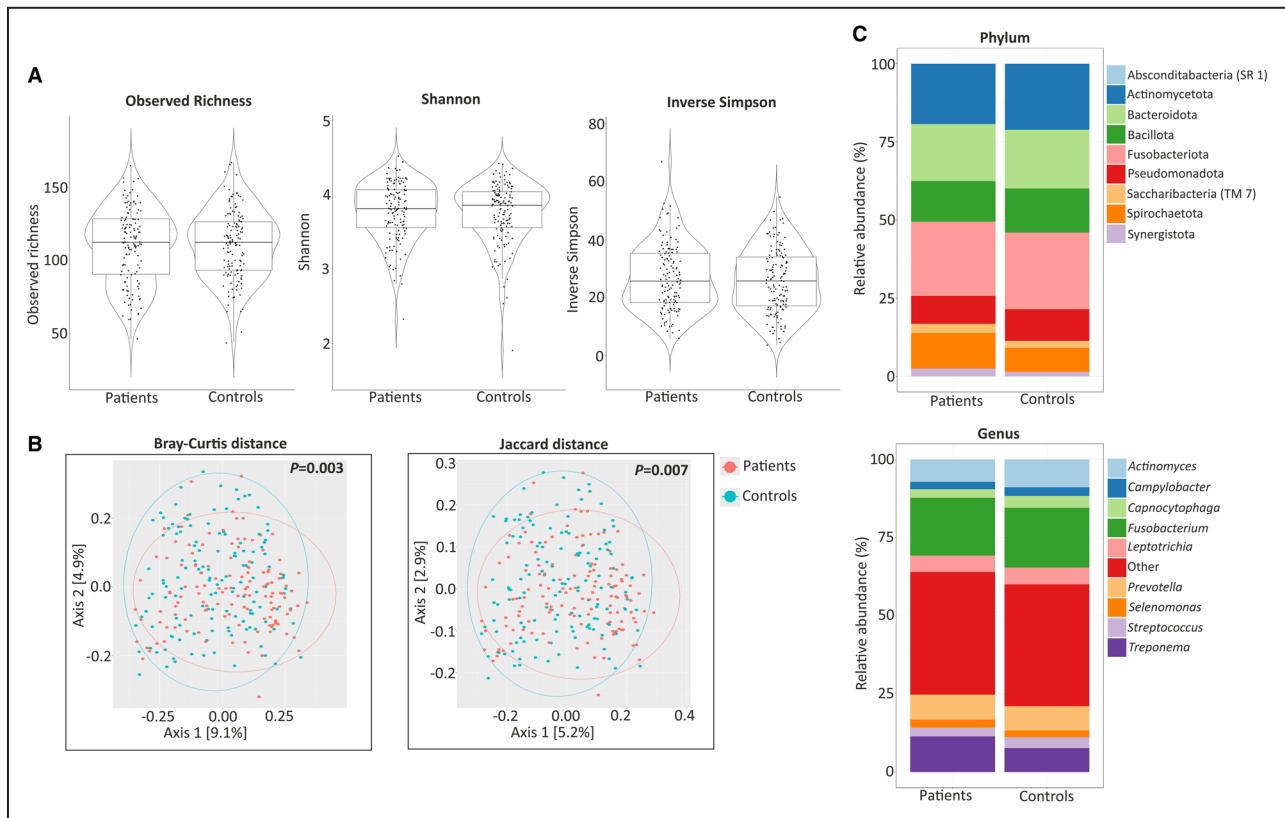 A
Observed Richness
Observed richness
150
100
50
Patients
Controls
Shannon
Shannon
5
4
3
2
Patients
Controls
Inverse Simpson
Inverse Simpson
80
60
40
20
0
Patients
Controls
B
Bray-Curtis distance
P=0.003
Axis 2 [4.9%]
0.2
0.0
-0.2
-0.25
0.00
0.25
Axis 1 [9.1%]
Jaccard distance
P=0.007
Axis 2 [2.9%]
0.3
0.2
0.1
0.0
-0.1
-0.2
-0.2
0.00
0.2
0.4
Axis 1 [5.2%]
Patients
Controls
C
Phylum
Relative abundance (%)
100
75
50
25
0
Patients
Controls
Absconditabacteria (SR 1)
Actinomycetota
Bacteroidota
Bacillota
Fusobacteriota
Pseudomonadota
Saccharibacteria (TM 7)
Spirochaetota
Synergistota
Genus
Relative abundance (%)
100
75
50
25
0
Patients
Controls
Actinomyces
Campylobacter
Capnocytophaga
Fusobacterium
Leptotrichia
Other
Prevotella
Selenomonas
Streptococcus
Treponema